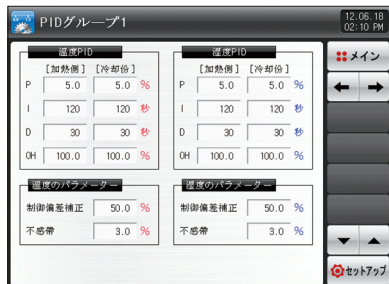 PIDグループ1
12.06.18
02:10 PM
温度PID
[加熱側] [冷却份]
P 5.0 5.0 %
I 120 120 秒
D 30 30 秒
OH 100.0 100.0 %
温度のパラメーター
制御偏差補正 50.0 %
不感帯 3.0 %
温度PID
[加熱側] [冷却份]
P 5.0 5.0 %
I 120 120 秒
D 30 30 秒
OH 100.0 100.0 %
温度のパラメーター
制御偏差補正 50.0 %
不感帯 3.0 %
メイン
セットアップ